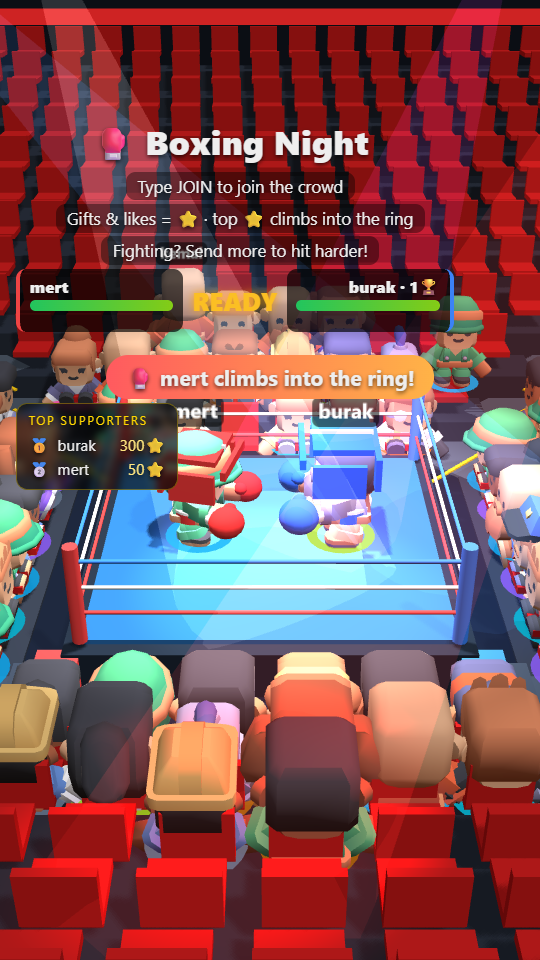 Boxing Night
Type JOIN to join the crowd
Gifts & likes = ⭐ · top ⭐ climbs into the ring
Fighting? Send more to hit harder!
mert
READY
burak · 1🏆
mert climbs into the ring!
mert
burak
TOP SUPPORTERS
1 burak 300⭐
2 mert 50⭐